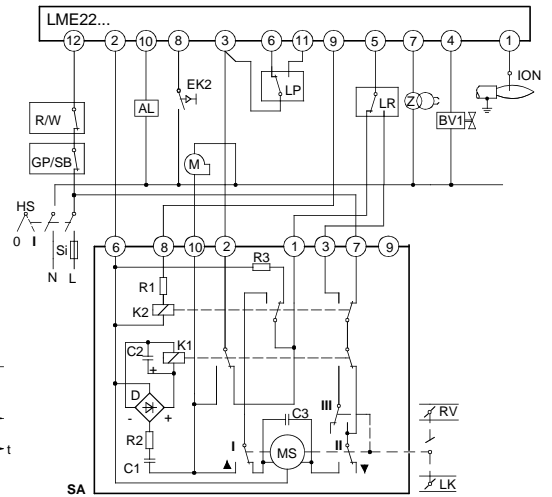 LME22...
12 2 10 8 3 6 11 9 5 7 4 1
EK2
ION
LP
AL
LR
Z
BV1
R/W
GP/SB
M
HS
0 I
Si
N L
6 8 10 2 1 3 7 9
R3
R1
K2
K1
C2
+
D
- +
C3
III
RV
t
R2
I
MS
II
C1
SA
LK